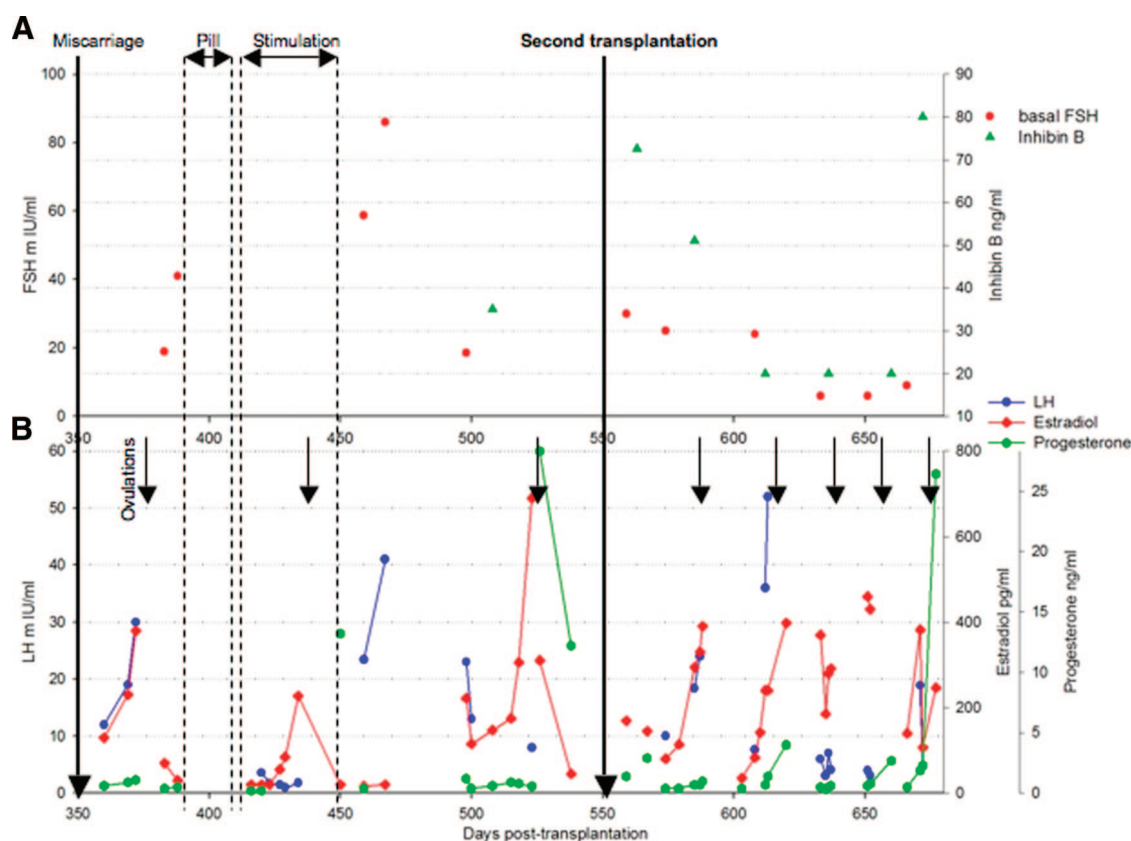 A
Miscarriage Pill Stimulation Second transplantation
100 90
80 80
70
60 60
50
40 40
30
20 20
0 10
FSH m IU/ml
Inhibin B ng/ml
basal FSH
Inhibin B
B
350 400 450 500 550 600 650
LH
Estradiol
Progesterone
Ovulations
60 800
50 25
40 600
20
30 400 15
20 10
200
10 5
0 0 0
LH m IU/ml
Estradiol pg/ml
Progesterone ng/ml
350 400 450 500 550 600 650
Days post-transplantation